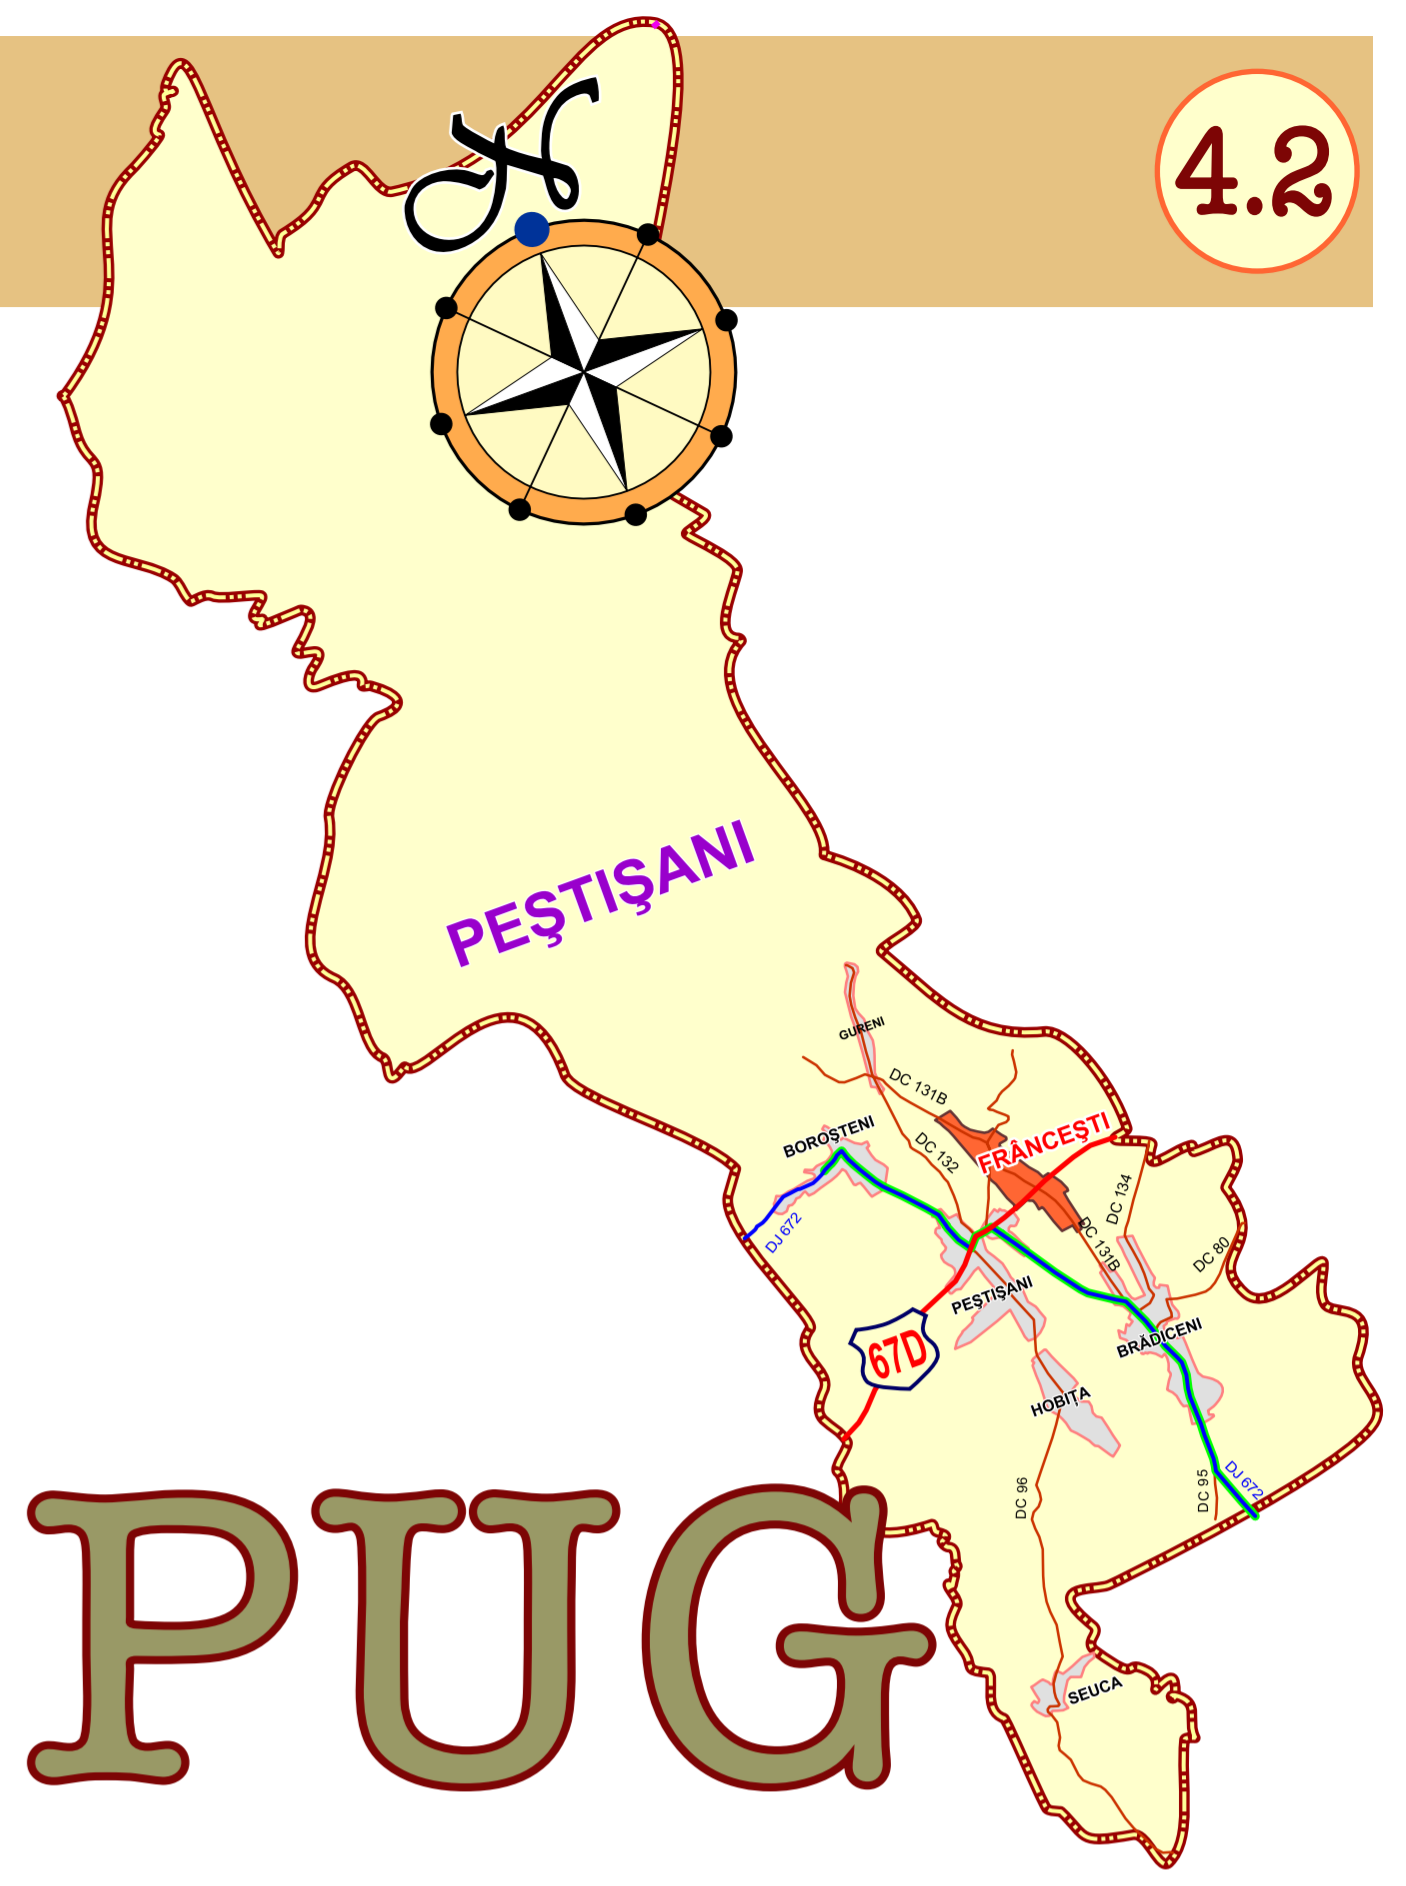 N
4.2
PEŞTIŞANI
GURENI
DC 131B
BOROŞTENI
DC 132
FRÂNCEŞTI
DC 134
DJ 672
DC 131B
DC 80
PEŞTIŞANI
BRĂDICENI
67D
HOBIȚA
DC 96
DC 95
DJ 672
PUG
SEUCA